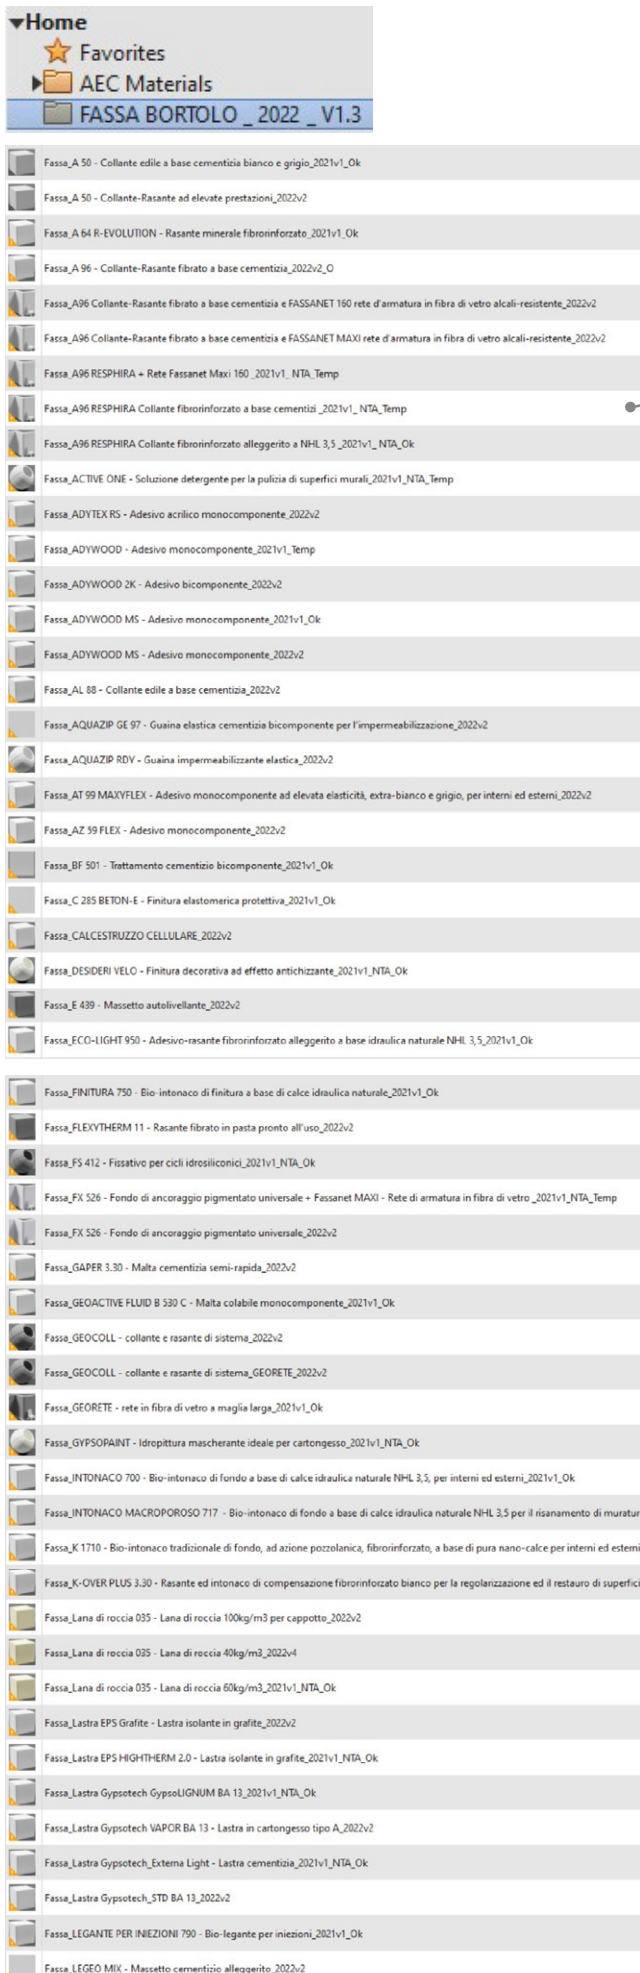 Home
Favorites
AEC Materials
FASSA BORTOLO _ 2022 _ V1.3
Fassa_A 50 - Collante edile a base cementizia bianco e grigio_2021v1_Ok
Fassa_A 50 - Collante-Rasante ad elevate prestazioni_2022v2
Fassa_A 64 R-EVOLUTION - Rasante minerale fibrorinforzato_2021v1_Ok
Fassa_A 96 - Collante-Rasante fibrato a base cementizia_2022v2_O
Fassa_A96 Collante-Rasante fibrato a base cementizia e FASSANET 160 rete d'armatura in fibra di vetro alcali-resistente_2022v2
Fassa_A96 Collante-Rasante fibrato a base cementizia e FASSANET MAXI rete d'armatura in fibra di vetro alcali-resistente_2022v2
Fassa_A96 RESPHIRA + Rete Fassanet Maxi 160 _2021v1_ NTA_Temp
Fassa_A96 RESPHIRA Collante fibrorinforzato a base cementizi _2021v1_ NTA_Temp
Fassa_A96 RESPHIRA Collante fibrorinforzato alleggerito a NHL 3,5 _2021v1_ NTA_Ok
Fassa_ACTIVE ONE - Soluzione detergente per la pulizia di superfici murali_2021v1_NTA_Temp
Fassa_ADYTEX RS - Adesivo acrilico monocomponente_2022v2
Fassa_ADYWOOD - Adesivo monocomponente_2021v1_Temp
Fassa_ADYWOOD 2K - Adesivo bicomponente_2022v2
Fassa_ADYWOOD MS - Adesivo monocomponente_2021v1_Ok
Fassa_ADYWOOD MS - Adesivo monocomponente_2022v2
Fassa_AL 88 - Collante edile a base cementizia_2022v2
Fassa_AQUAZIP GE 97 - Guaina elastica cementizia bicomponente per l'impermeabilizzazione_2022v2
Fassa_AQUAZIP RDY - Guaina impermeabilizzante elastica_2022v2
Fassa_AT 99 MAXYFLEX - Adesivo monocomponente ad elevata elasticità, extra-bianco e grigio, per interni ed esterni_2022v2
Fassa_AZ 59 FLEX - Adesivo monocomponente_2022v2
Fassa_BF 501 - Trattamento cementizio bicomponente_2021v1_Ok
Fassa_C 285 BETON-E - Finitura elastomerica protettiva_2021v1_Ok
Fassa_CALCESTRUZZO CELLULARE_2022v2
Fassa_DESIDERI VELO - Finitura decorativa ad effetto antichizzante_2021v1_NTA_Ok
Fassa_E 439 - Massetto autolivellante_2022v2
Fassa_ECO-LIGHT 950 - Adesivo-rasante fibrorinforzato alleggerito a base idraulica naturale NHL 3,5_2021v1_Ok
Fassa_FINITURA 750 - Bio-intonaco di finitura a base di calce idraulica naturale_2021v1_Ok
Fassa_FLEXYTHERM 11 - Rasante fibrato in pasta pronto all'uso_2022v2
Fassa_FS 412 - Fissativo per cicli idrosiliconici_2021v1_NTA_Ok
Fassa_FX 526 - Fondo di ancoraggio pigmentato universale + Fassanet MAXI - Rete di armatura in fibra di vetro _2021v1_NTA_Temp
Fassa_FX 526 - Fondo di ancoraggio pigmentato universale_2022v2
Fassa_GAPER 3.30 - Malta cementizia semi-rapida_2022v2
Fassa_GEOACTIVE FLUID B 530 C - Malta colabile monocomponente_2021v1_Ok
Fassa_GEOCOLL - collante e rasante di sistema_2022v2
Fassa_GEOCOLL - collante e rasante di sistema_GEORETE_2022v2
Fassa_GEORETE - rete in fibra di vetro a maglia larga_2021v1_Ok
Fassa_GYPSOPAINT - Idropittura mascherante ideale per cartongesso_2021v1_NTA_Ok
Fassa_INTONACO 700 - Bio-intonaco di fondo a base di calce idraulica naturale NHL 3,5, per interni ed esterni_2021v1_Ok
Fassa_INTONACO MACROPOROSO 717 - Bio-intonaco di fondo a base di calce idraulica naturale NHL 3,5 per il risanamento di muratur
Fassa_K 1710 - Bio-intonaco tradizionale di fondo, ad azione pozzolanica, fibrorinforzato, a base di pura nano-calce per interni ed esterni
Fassa_K-OVER PLUS 3.30 - Rasante ed intonaco di compensazione fibrorinforzato bianco per la regolarizzazione ed il restauro di superfici
Fassa_Lana di roccia 035 - Lana di roccia 100kg/m3 per cappotto_2022v2
Fassa_Lana di roccia 035 - Lana di roccia 40kg/m3_2022v4
Fassa_Lana di roccia 035 - Lana di roccia 60kg/m3_2021v1_NTA_Ok
Fassa_Lastra EPS Grafite - Lastra isolante in grafite_2022v2
Fassa_Lastra EPS HIGHTHERM 2.0 - Lastra isolante in grafite_2021v1_NTA_Ok
Fassa_Lastra Gypsotech GypsoLIGNUM BA 13_2021v1_NTA_Ok
Fassa_Lastra Gypsotech VAPOR BA 13 - Lastra in cartongesso tipo A_2022v2
Fassa_Lastra Gypsotech_Externa Light - Lastra cementizia_2021v1_NTA_Ok
Fassa_Lastra Gypsotech_STD BA 13_2022v2
Fassa_LEGANTE PER INIEZIONI 790 - Bio-legante per iniezioni_2021v1_Ok
Fassa_LEGEO MIX - Massetto cementizio alleggerito_2022v2